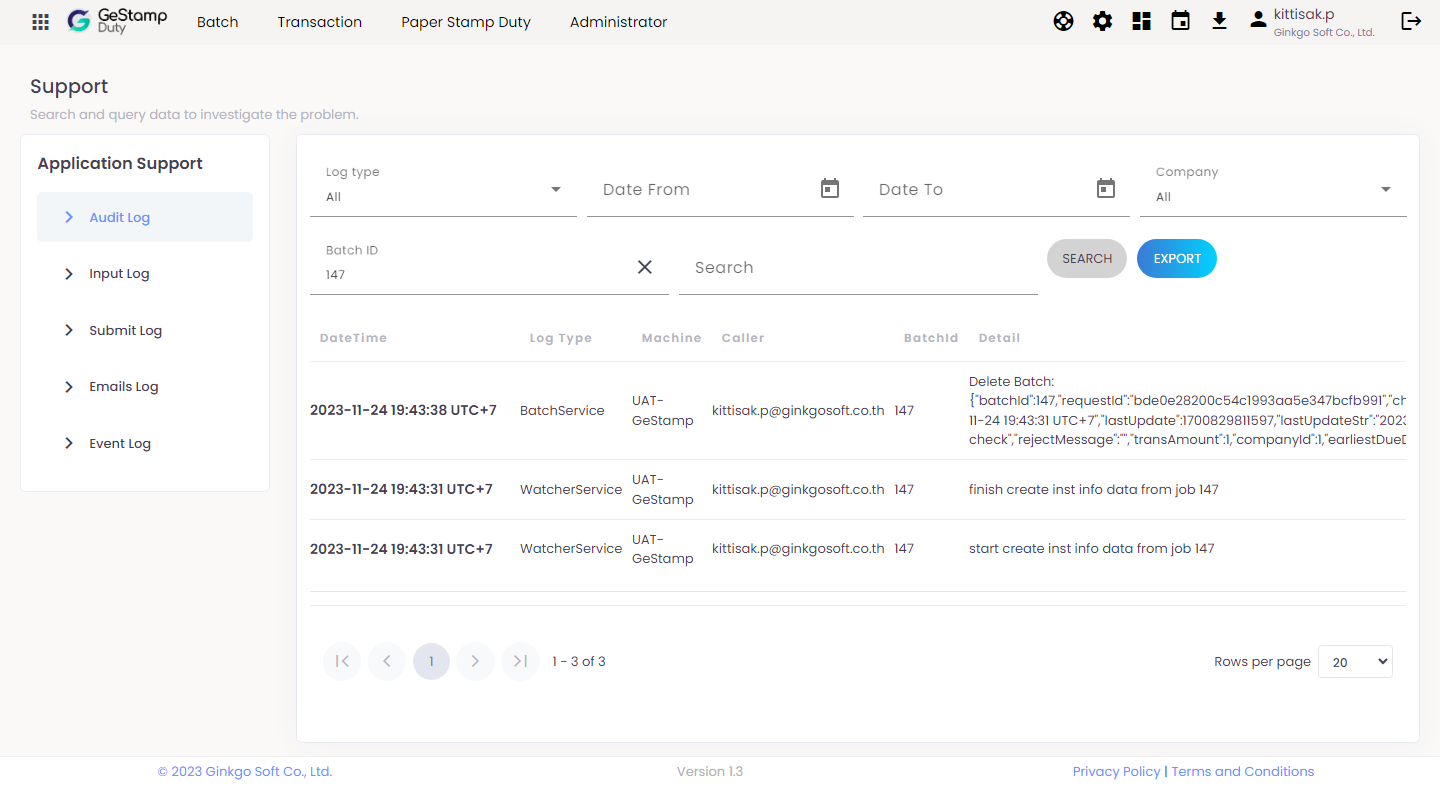 GeStamp
Duty
Batch
Transaction
Paper Stamp Duty
Administrator
kittisak.p
Ginkgo Soft Co., Ltd.
Support
Search and query data to investigate the problem.
Application Support
Audit Log
Input Log
Submit Log
Emails Log
Event Log
Log type
All
Date From
Date To
Company
All
Batch ID
147
Search
SEARCH
EXPORT
DateTime Log Type Machine Caller BatchId Detail
2023-11-24 19:43:38 UTC+7 BatchService UAT-
GeStamp kittisak.p@ginkgosoft.co.th 147
Delete Batch:
{"batchId":147,"requestId":"bde0e28200c54c1993aa5e347bcfb991","ch
11-24 19:43:31 UTC+7","lastUpdate":1700829811597,"lastUpdateStr":"2023
check","rejectMessage":"","transAmount":1,"companyId":1,"earliestDueD
2023-11-24 19:43:31 UTC+7 WatcherService UAT-
GeStamp kittisak.p@ginkgosoft.co.th 147 finish create inst info data from job 147
2023-11-24 19:43:31 UTC+7 WatcherService UAT-
GeStamp kittisak.p@ginkgosoft.co.th 147 start create inst info data from job 147
1
1 - 3 of 3
Rows per page 20
© 2023 Ginkgo Soft Co., Ltd.
Version 1.3
Privacy Policy | Terms and Conditions